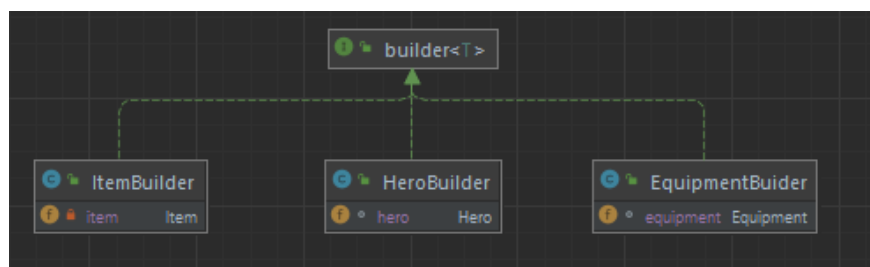 I builder<T>
C ItemBuilder
f item Item
C HeroBuilder
f hero Hero
C EquipmentBuider
f equipment Equipment